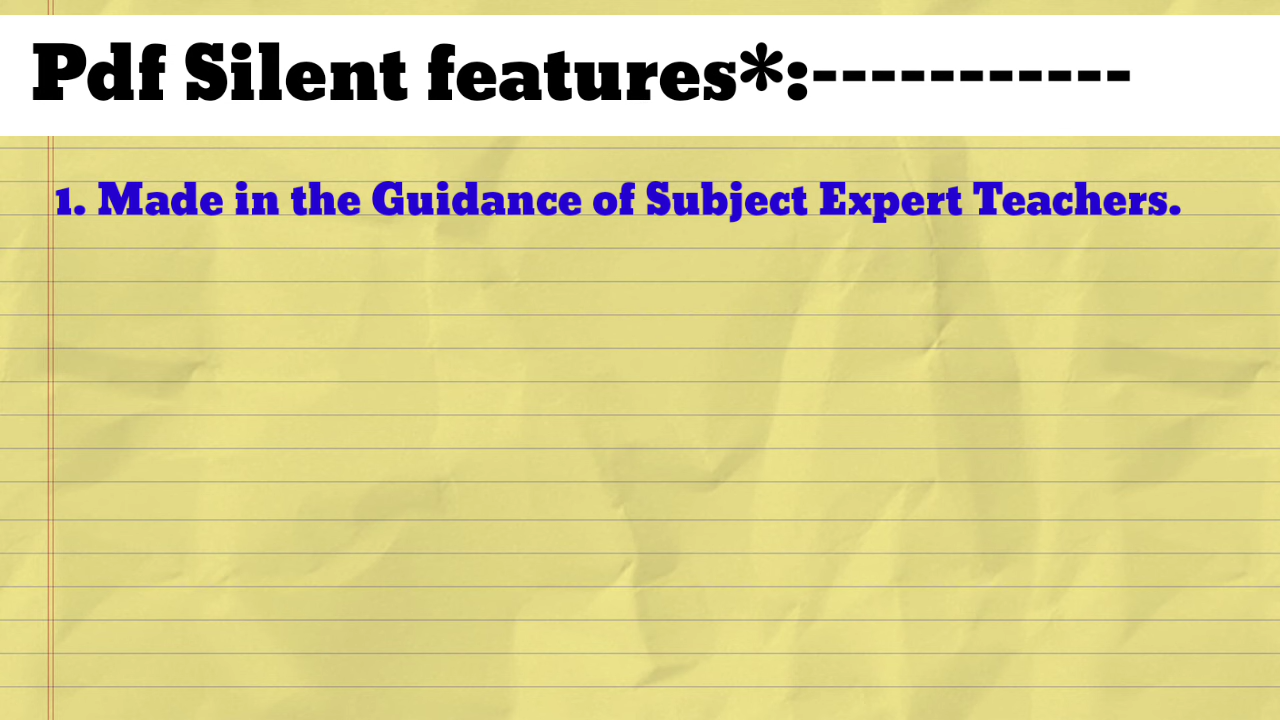 Pdf Silent features*:-----------
1. Made in the Guidance of Subject Expert Teachers.